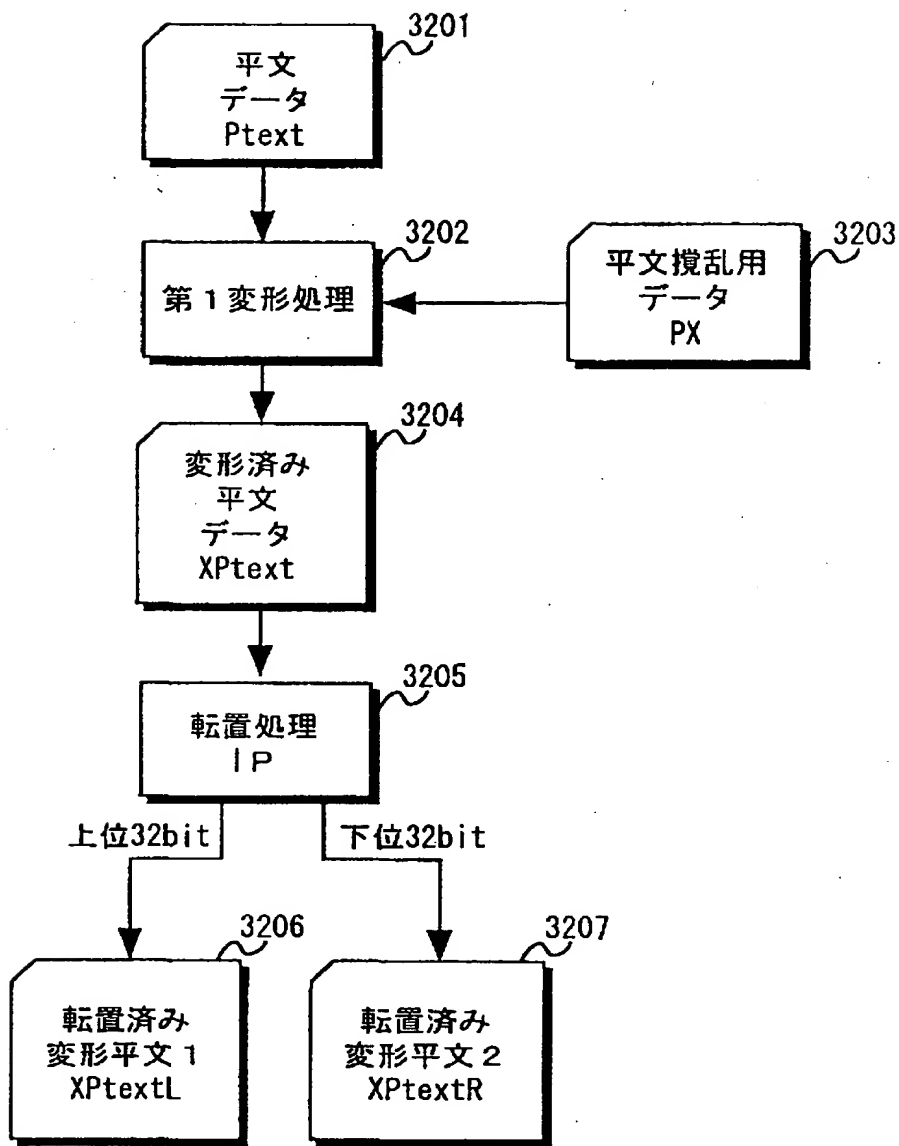 3201
平文
データ
Ptext
3202
第1変形処理
3203
平文撹乱用
データ
PX
3204
変形済み
平文
データ
XPtext
3205
転置処理
IP
上位32bit
下位32bit
3206
転置済み
変形平文1
XPtextL
3207
転置済み
変形平文2
XPtextR